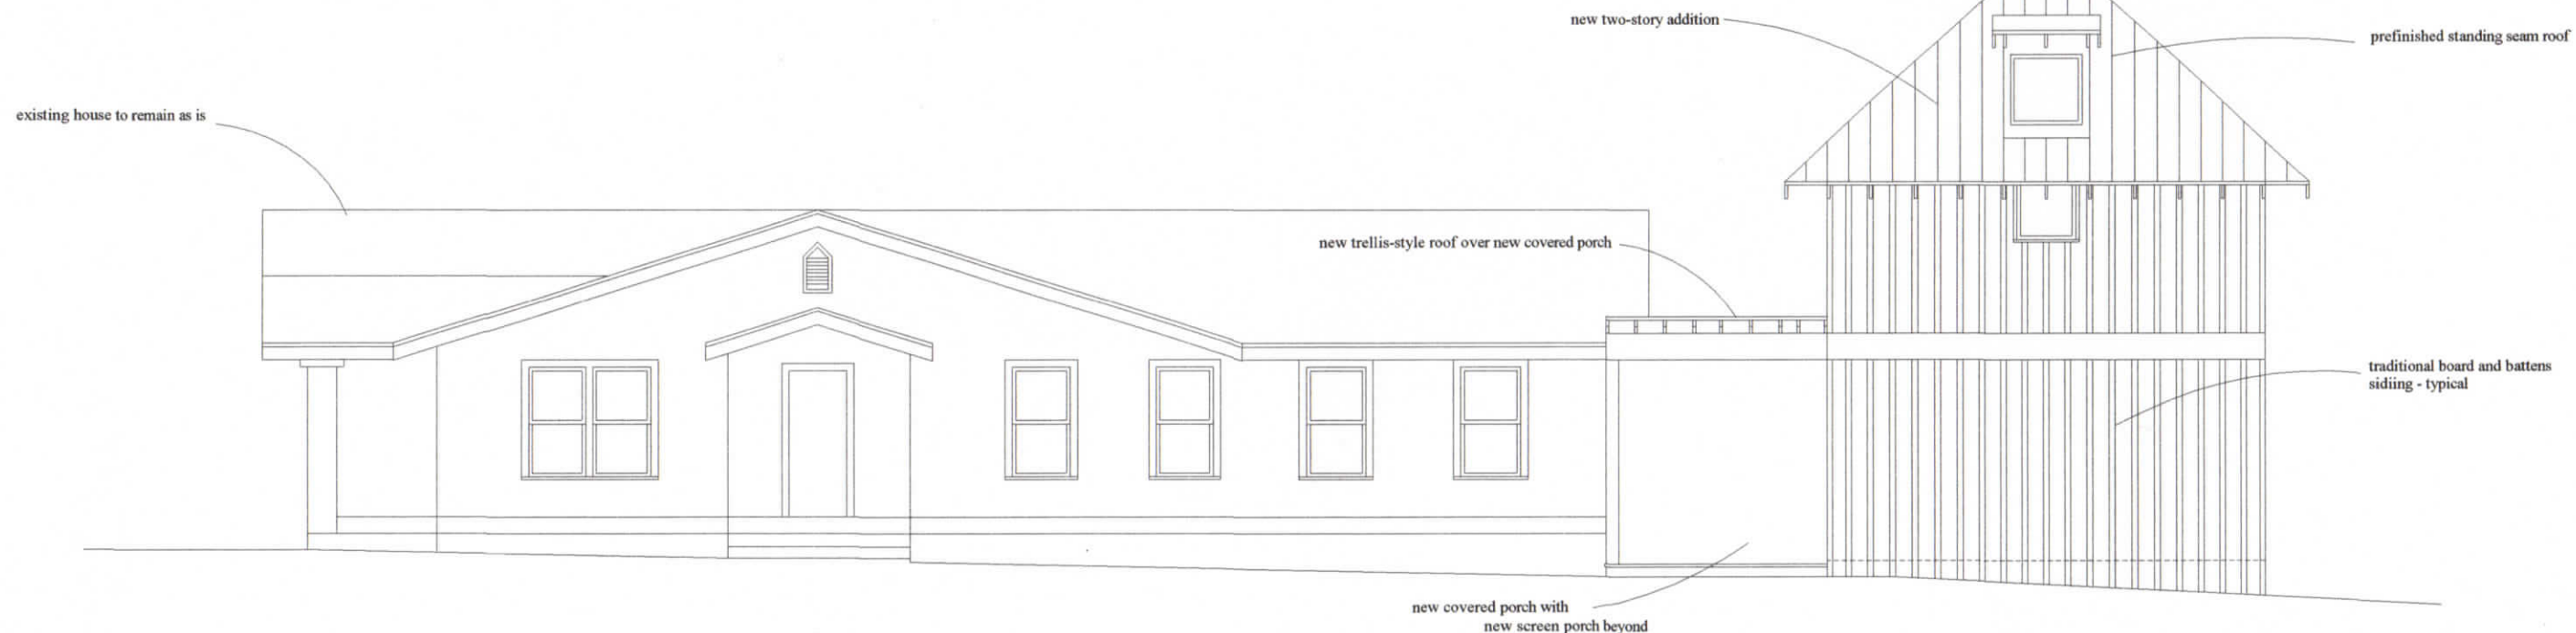 new two-story addition
prefinished standing seam roof
existing house to remain as is
new trellis-style roof over new covered porch
traditional board and battens
sidiing - typical
new covered porch with
new screen porch beyond